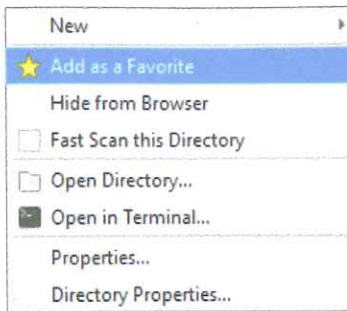 New
Add as a Favorite
Hide from Browser
Fast Scan this Directory
Open Directory...
Open in Terminal...
Properties...
Directory Properties...